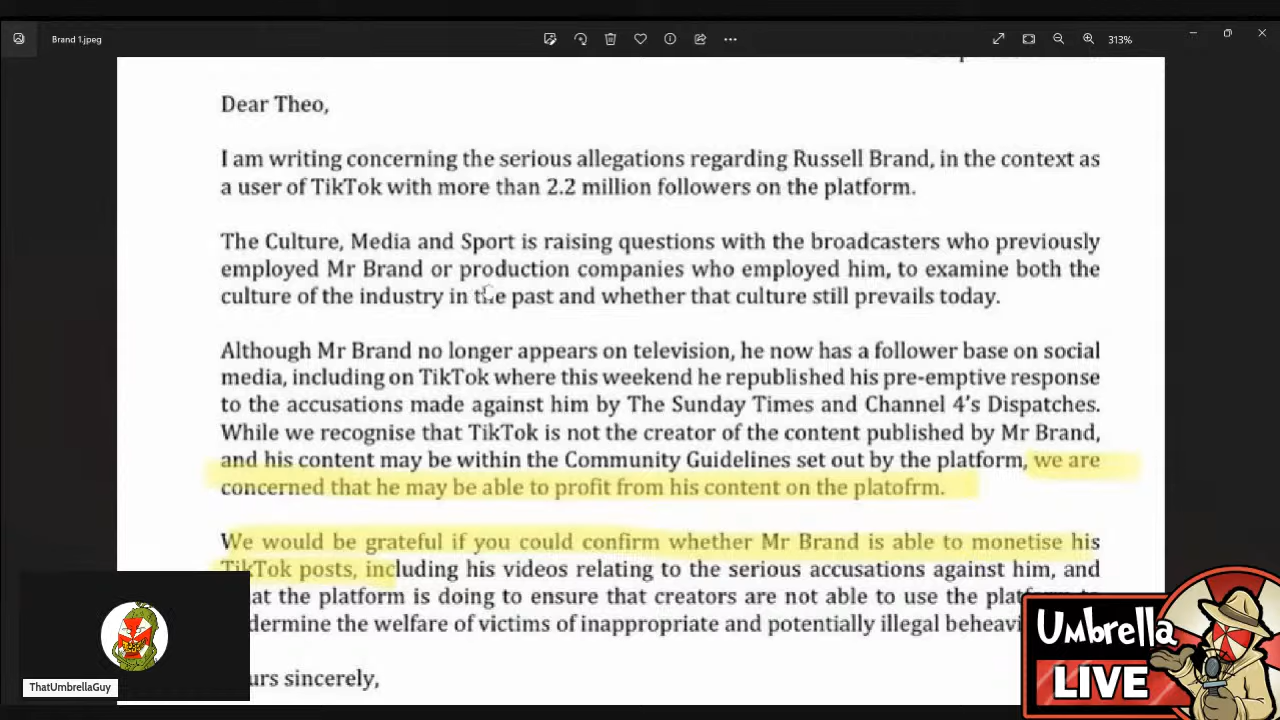 Brand 1.jpeg
313%
Dear Theo,
I am writing concerning the serious allegations regarding Russell Brand, in the context as
a user of TikTok with more than 2.2 million followers on the platform.
The Culture, Media and Sport is raising questions with the broadcasters who previously
employed Mr Brand or production companies who employed him, to examine both the
culture of the industry in the past and whether that culture still prevails today.
Although Mr Brand no longer appears on television, he now has a follower base on social
media, including on TikTok where this weekend he republished his pre-emptive response
to the accusations made against him by The Sunday Times and Channel 4's Dispatches.
While we recognise that TikTok is not the creator of the content published by Mr Brand,
and his content may be within the Community Guidelines set out by the platform, we are
concerned that he may be able to profit from his content on the platofrm.
We would be grateful if you could confirm whether Mr Brand is able to monetise his
TikTok posts, including his videos relating to the serious accusations against him, and
at the platform is doing to ensure that creators are not able to use the platform to
dermine the welfare of victims of inappropriate and potentially illegal behavi
urs sincerely,
ThatUmbrellaGuy
Umbrella
LIVE